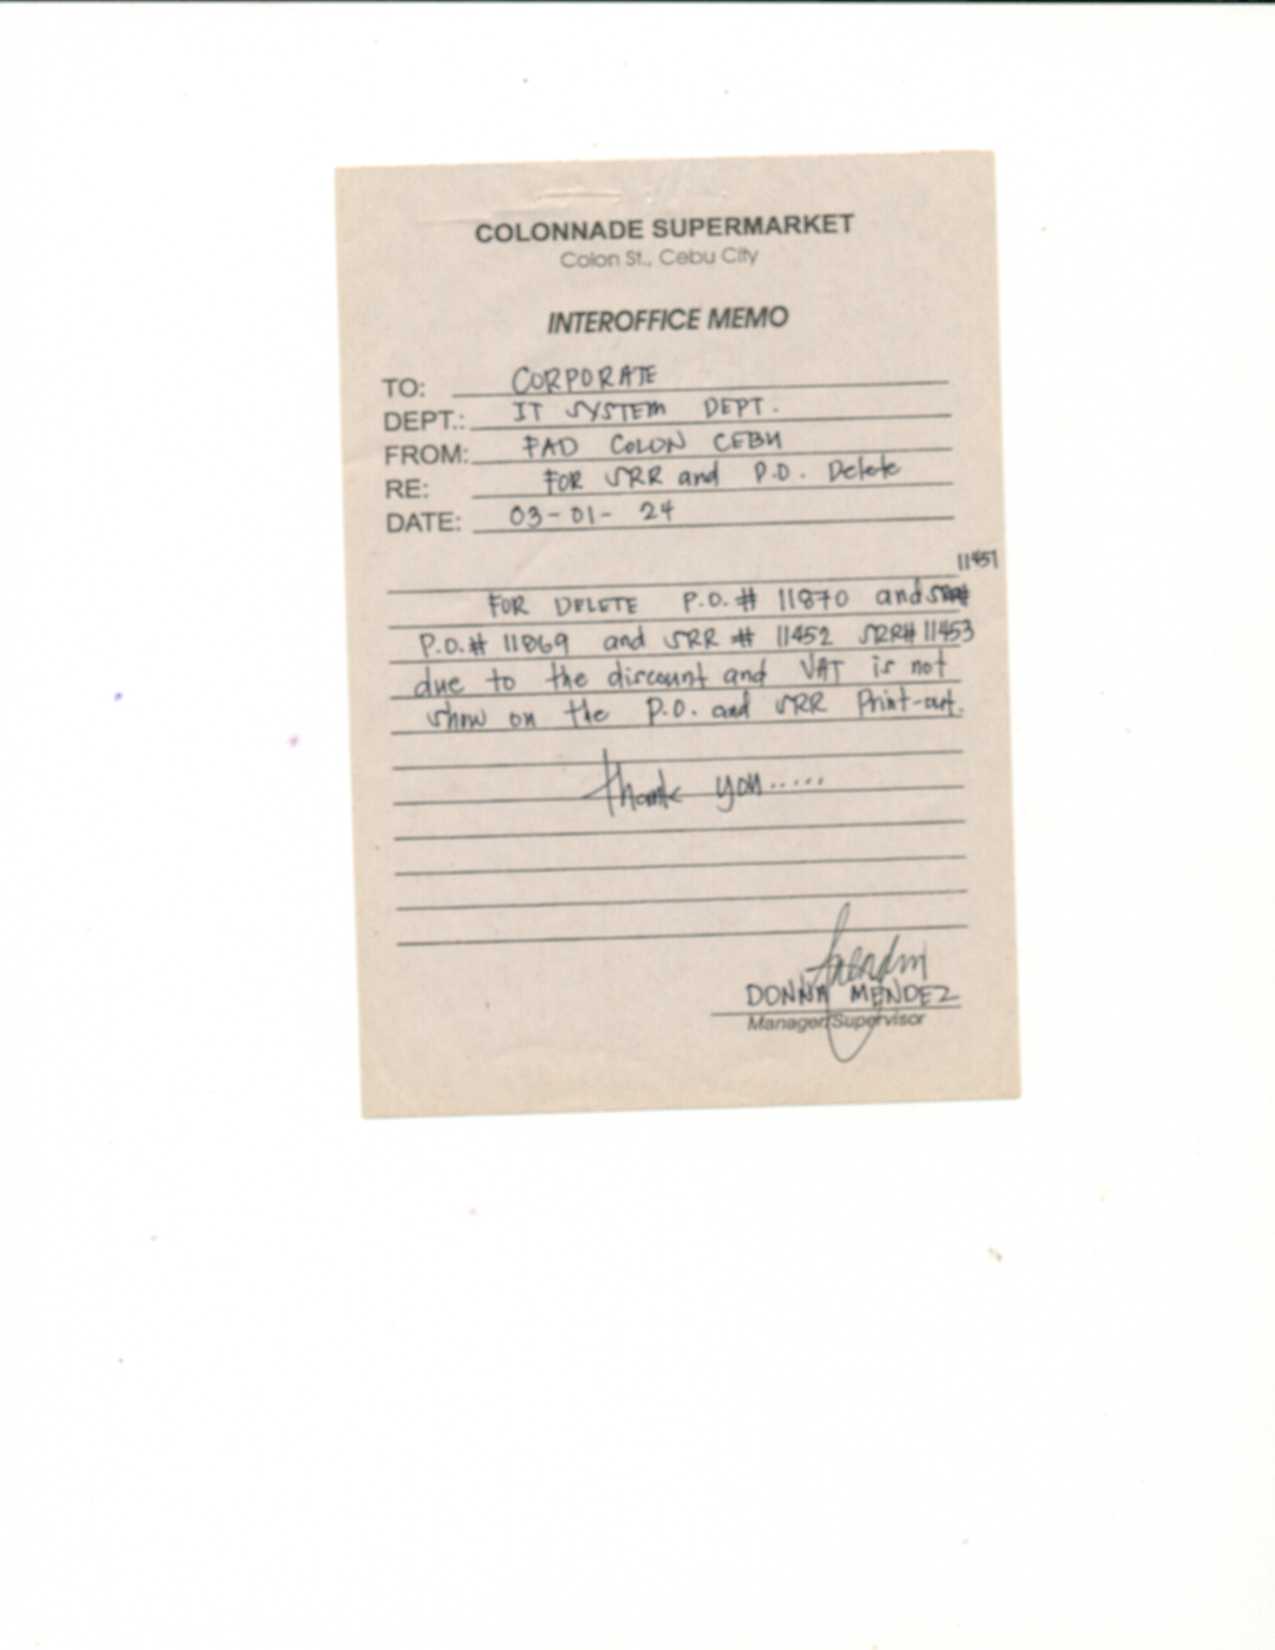 COLONNADE SUPERMARKET
Colon St., Cebu City
INTEROFFICE MEMO
TO: CORPORATE
DEPT.: IT SYSTEM DEPT.
FROM: PAD COLON CEBU
RE: FOR SRR and P.O. Delete
DATE: 03-01-24
11451
FOR DELETE P.O.# 11870 and SRR#
P.O.# 11869 and SRR # 11452 SRR# 11453
due to the discount and VAT is not
show on the P.O. and SRR Print-out.
Thank you.....
DONNA MENDEZ
Manager/Supervisor